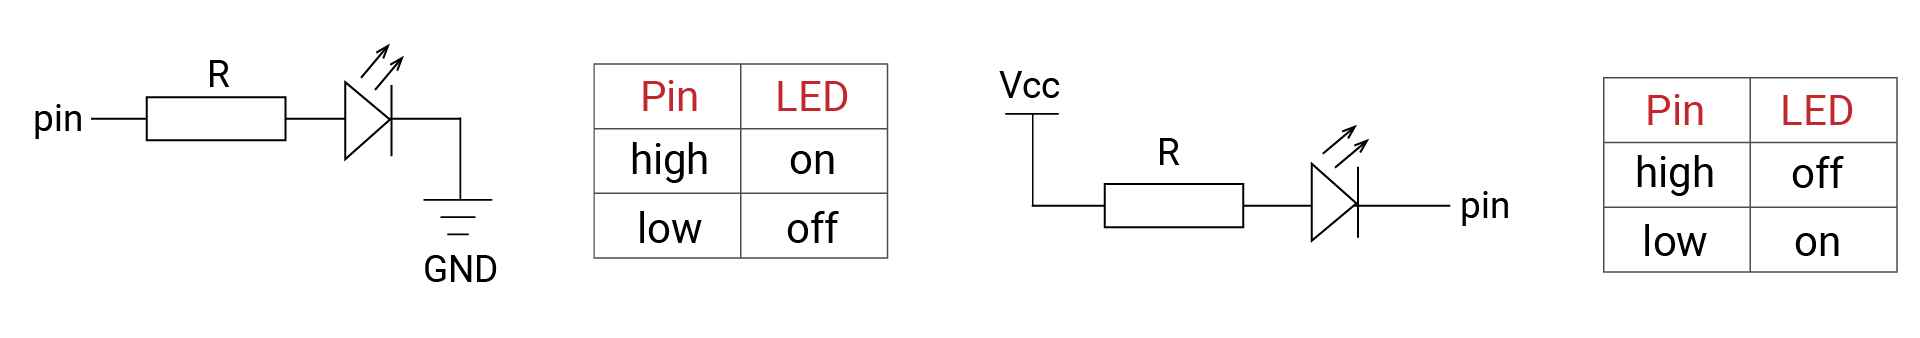 R
pin
GND
Pin LED
high on
low off
Vcc
R
pin
Pin LED
high off
low on